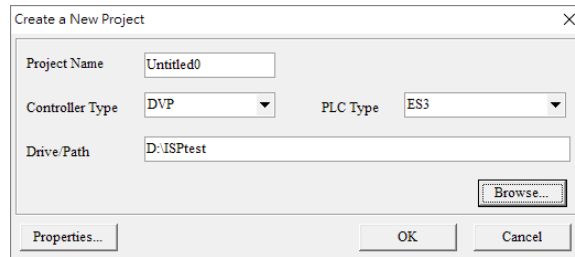 Create a New Project
Project Name Untitled0
Controller Type DVP PLC Type ES3
Drive/Path D:\ISPtest
Browse...
Properties... OK Cancel